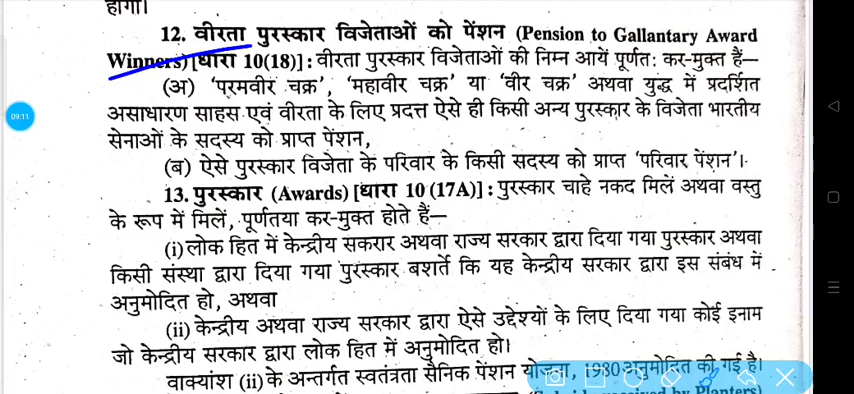 होगा।
12. वीरता पुरस्कार विजेताओं को पेंशन (Pension to Gallantary Award
Winners) [धारा 10(18)] : वीरता पुरस्कार विजेताओं की निम्न आयें पूर्णतः कर-मुक्त हैं—
(अ) 'परमवीर चक्र', 'महावीर चक्र' या 'वीर चक्र' अथवा युद्ध में प्रदर्शित
असाधारण साहस एवं वीरता के लिए प्रदत्त ऐसे ही किसी अन्य पुरस्कार के विजेता भारतीय
सेनाओं के सदस्य को प्राप्त पेंशन,
(ब) ऐसे पुरस्कार विजेता के परिवार के किसी सदस्य को प्राप्त 'परिवार पेंशन'।
13. पुरस्कार (Awards) [धारा 10 (17A)] : पुरस्कार चाहे नकद मिलें अथवा वस्तु
के रूप में मिलें, पूर्णतया कर-मुक्त होते हैं—
(i) लोक हित में केन्द्रीय सकरार अथवा राज्य सरकार द्वारा दिया गया पुरस्कार अथवा
किसी संस्था द्वारा दिया गया पुरस्कार बशर्ते कि यह केन्द्रीय सरकार द्वारा इस संबंध में
अनुमोदित हो, अथवा
(ii) केन्द्रीय अथवा राज्य सरकार द्वारा ऐसे उद्देश्यों के लिए दिया गया कोई इनाम
जो केन्द्रीय सरकार द्वारा लोक हित में अनुमोदित हो।
वाक्यांश (ii) के अन्तर्गत स्वतंत्रता सैनिक पेंशन योजना, 1980 अनुमोदित की गई है।
by Planters)
09:11